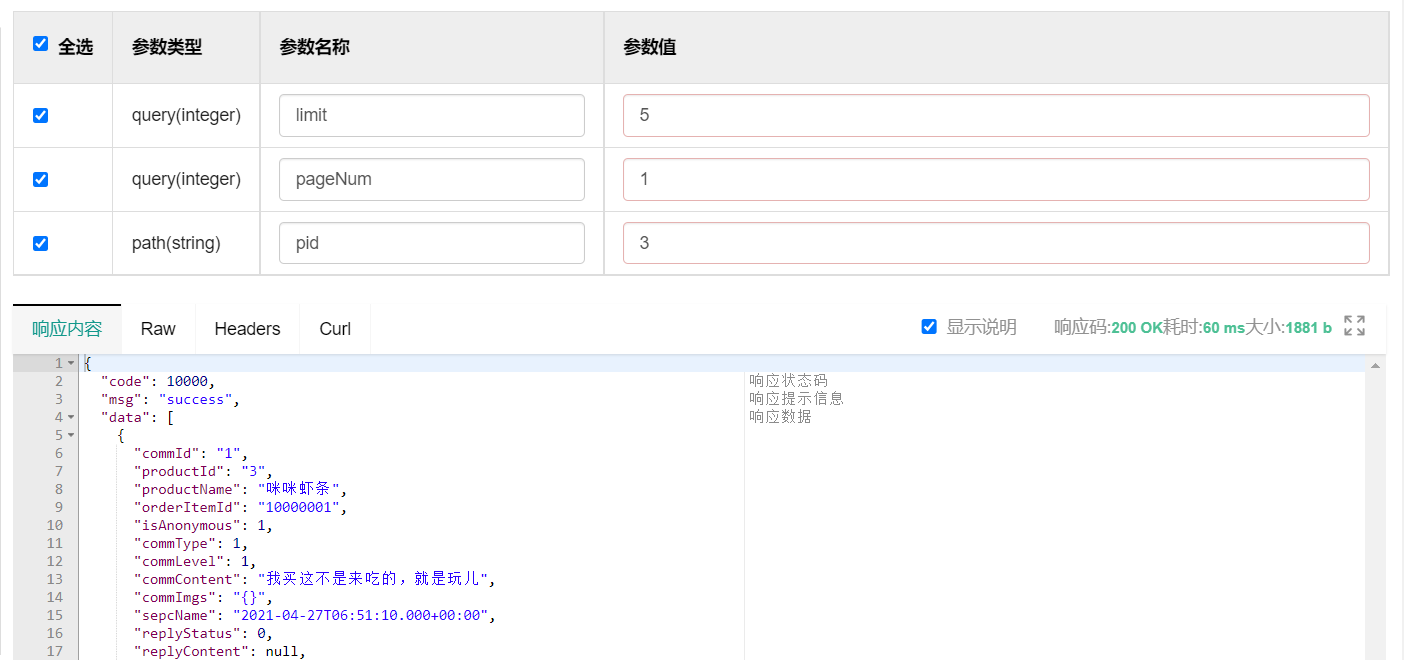 全选 参数类型 参数名称 参数值
query(integer) limit 5
query(integer) pageNum 1
path(string) pid 3
响应内容 Raw Headers Curl 显示说明 响应码:200 OK耗时:60 ms大小:1881 b
1 {
2 "code": 10000, 响应状态码
3 "msg": "success", 响应提示信息
4 "data": [ 响应数据
5 {
6 "commId": "1",
7 "productId": "3",
8 "productName": "咪咪虾条",
9 "orderItemId": "10000001",
10 "isAnonymous": 1,
11 "commType": 1,
12 "commLevel": 1,
13 "commContent": "我买这不是来吃的，就是玩儿",
14 "commImgs": "{}",
15 "sepcName": "2021-04-27T06:51:10.000+00:00",
16 "replyStatus": 0,
17 "replyContent": null,